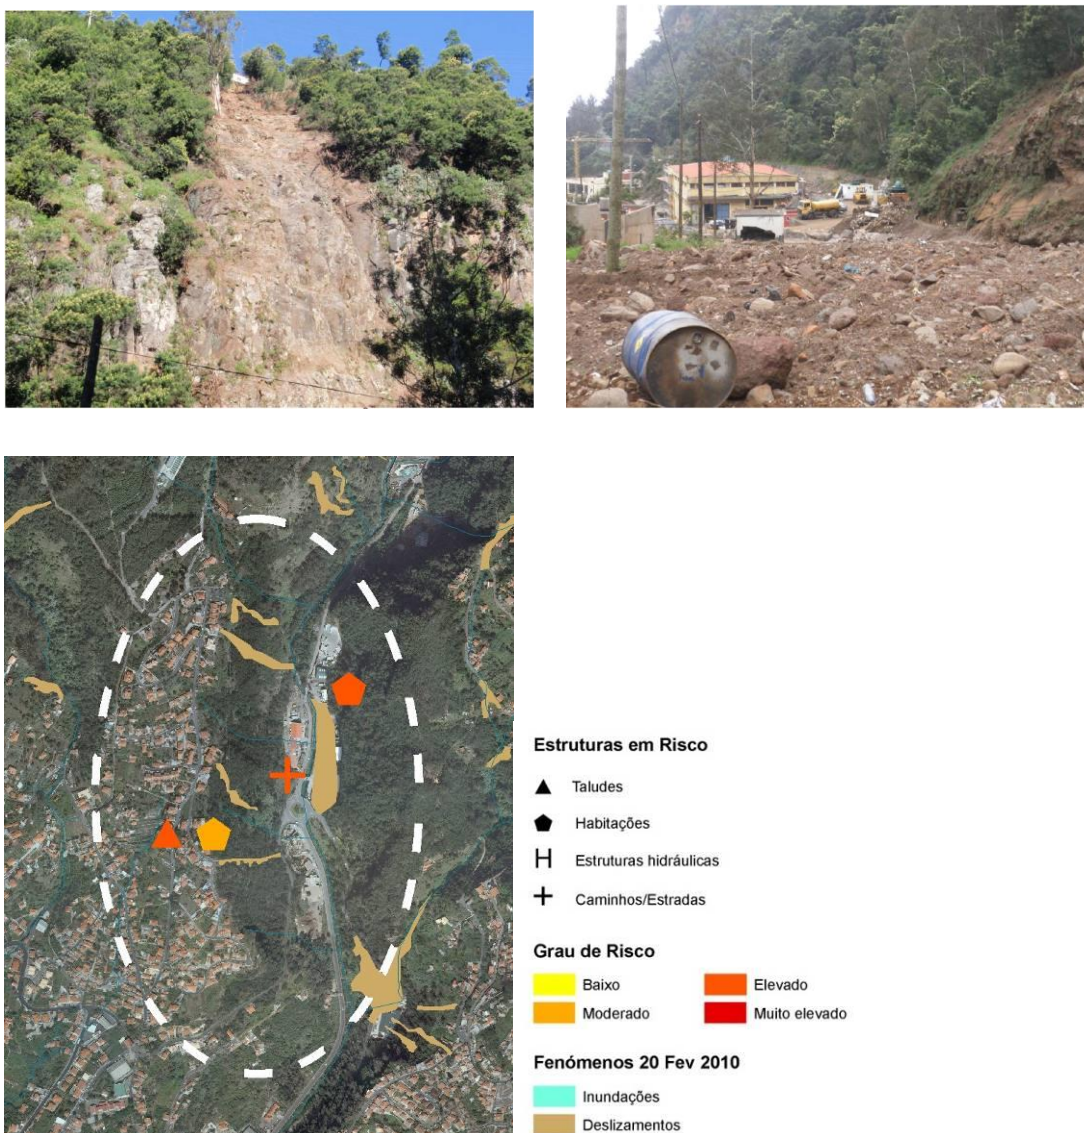 Estruturas em Risco
Taludes
Habitações
Estruturas hidráulicas
Caminhos/Estradas
Grau de Risco
Baixo
Elevado
Moderado
Muito elevado
Fenómenos 20 Fev 2010
Inundações
Deslizamentos